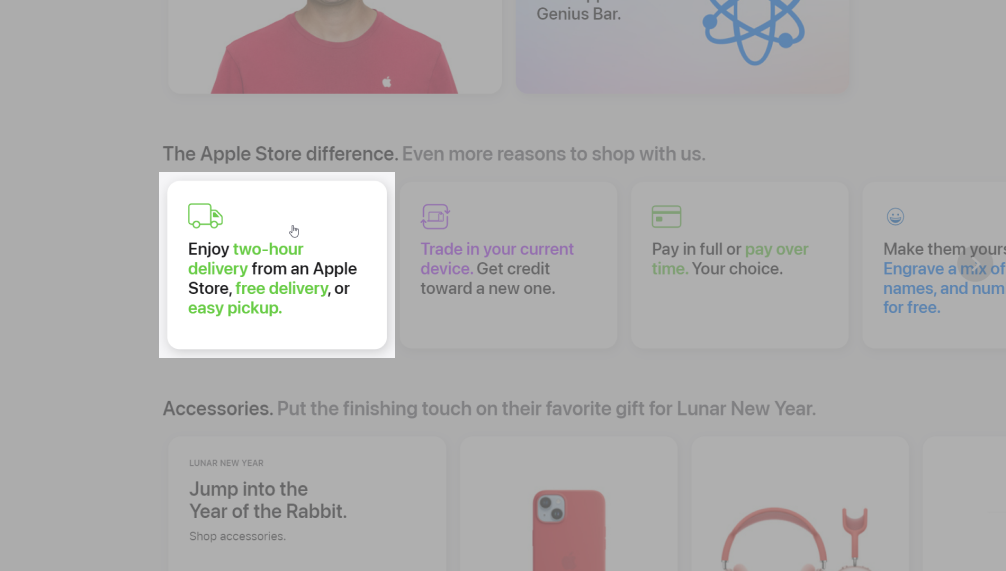 Genius Bar.
The Apple Store difference. Even more reasons to shop with us.
Enjoy two-hour
delivery from an Apple
Store, free delivery, or
easy pickup.
Trade in your current
device. Get credit
toward a new one.
Pay in full or pay over
time. Your choice.
Make them yours
Engrave a mix of
names, and num
for free.
Accessories. Put the finishing touch on their favorite gift for Lunar New Year.
LUNAR NEW YEAR
Jump into the
Year of the Rabbit.
Shop accessories.